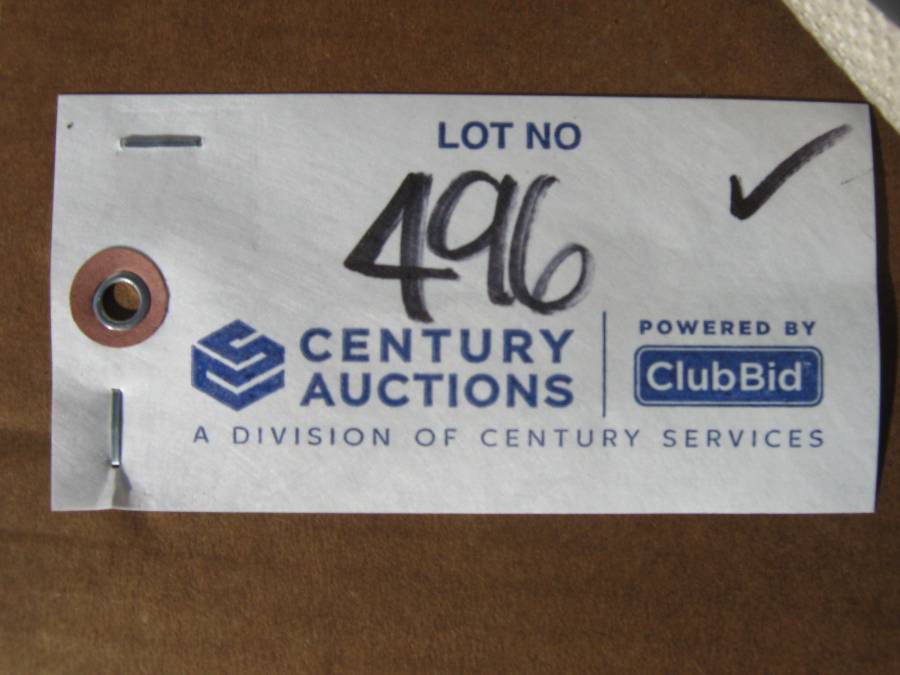 LOT NO
496
CENTURY
AUCTIONS
POWERED BY
ClubBid
A DIVISION OF CENTURY SERVICES